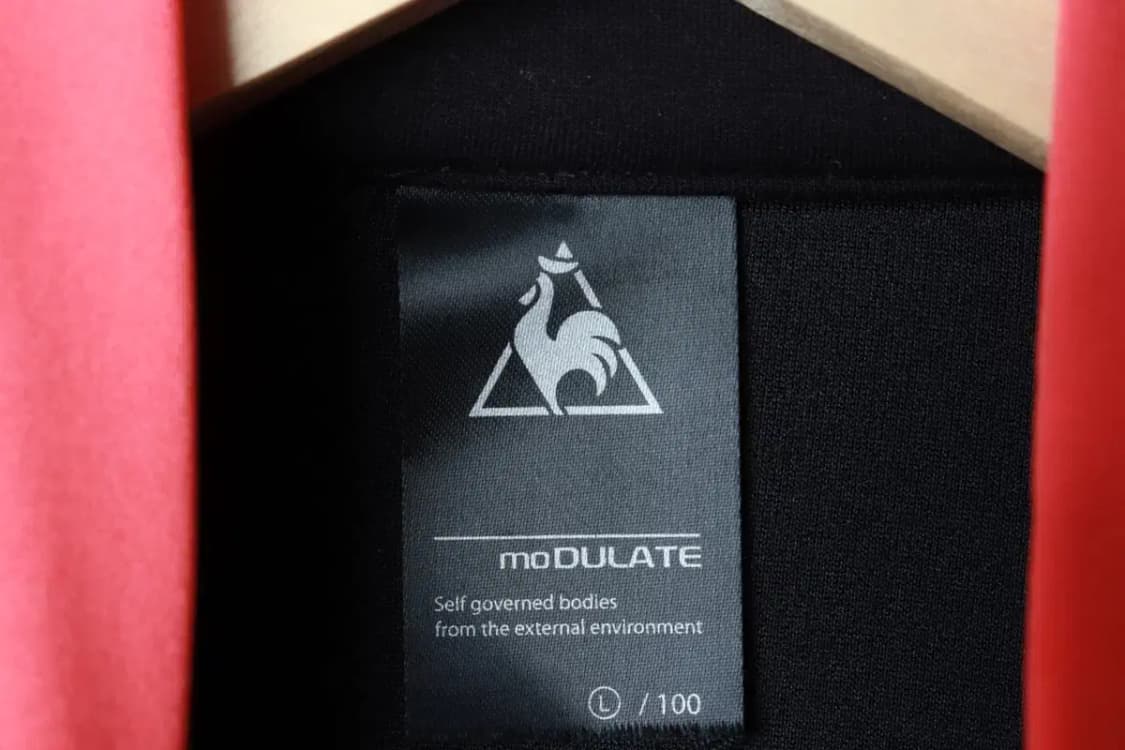 moDULATE
Self governed bodies
from the external environment
L / 100